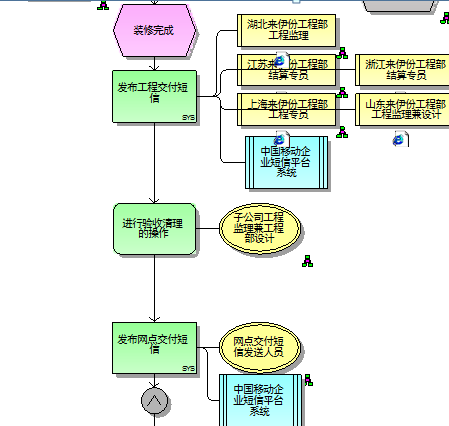 装修完成
湖北来伊份工程部
工程监理
发布工程交付短
信
SYS
江苏来伊份工程部
结算专员
浙江来伊份工程部
结算专员
上海来伊份工程部
工程专员
山东来伊份工程部
工程监理兼设计
中国移动企
业短信平台
系统
进行验收清理
的操作
子公司工程
监理兼工程
部设计
发布网点交付短
信
SYS
网点交付短
信发送人员
中国移动企
业短信平台
系统